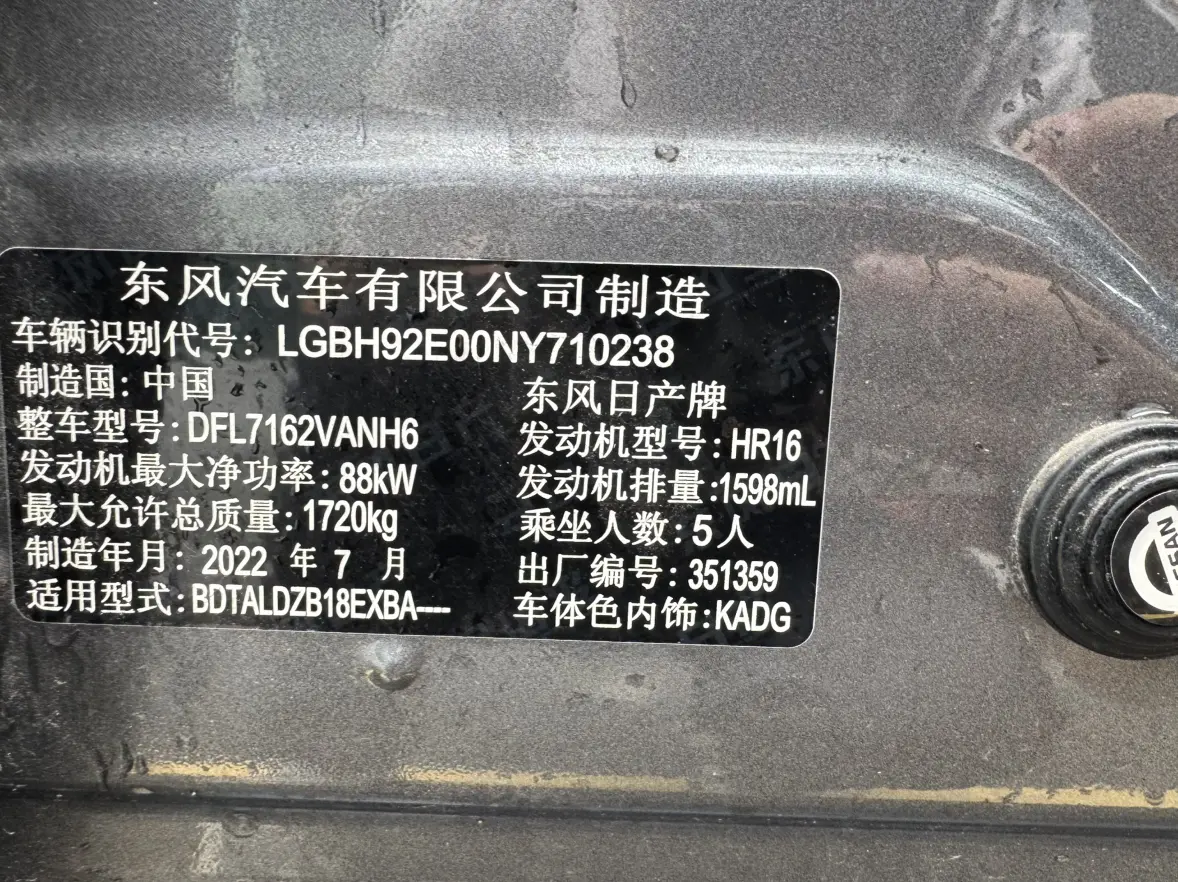 东风汽车有限公司制造
车辆识别代号：LGBH92E00NY710238
制造国：中国 东风日产牌
整车型号：DFL7162VANH6 发动机型号：HR16
发动机最大净功率：88kW 发动机排量：1598mL
最大允许总质量：1720kg 乘坐人数：5人
制造年月：2022 年 7 月 出厂编号：351359
适用型式：BDTALDZB18EXBA---- 车体色内饰：KADG